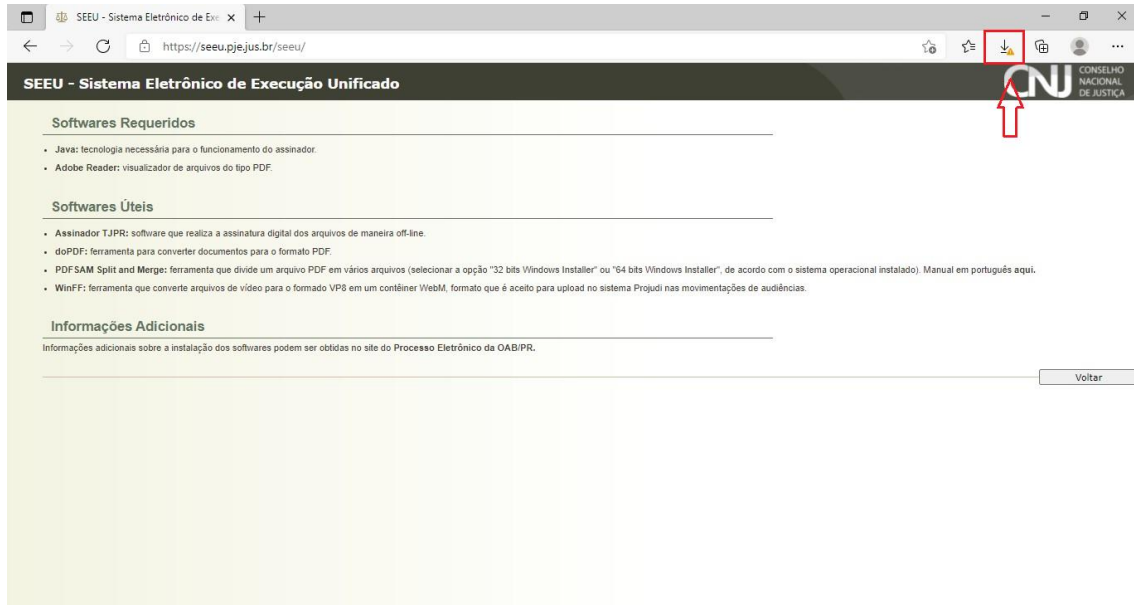 SEEU - Sistema Eletrônico de Exe
https://seeu.pje.jus.br/seeu/
SEEU - Sistema Eletrônico de Execução Unificado
CNJ CONSELHO
NACIONAL
DE JUSTIÇA
Softwares Requeridos
Java: tecnologia necessária para o funcionamento do assinador.
Adobe Reader: visualizador de arquivos do tipo PDF.
Softwares Úteis
Assinador TJPR: software que realiza a assinatura digital dos arquivos de maneira off-line.
doPDF: ferramenta para converter documentos para o formato PDF.
PDFSAM Split and Merge: ferramenta que divide um arquivo PDF em vários arquivos (selecionar a opção "32 bits Windows Installer" ou "64 bits Windows Installer", de acordo com o sistema operacional instalado). Manual em português aqui.
WinFF: ferramenta que converte arquivos de vídeo para o formado VP8 em um contêiner WebM, formato que é aceito para upload no sistema Projudi nas movimentações de audiências.
Informações Adicionais
Informações adicionais sobre a instalação dos softwares podem ser obtidas no site do Processo Eletrônico da OAB/PR.
Voltar